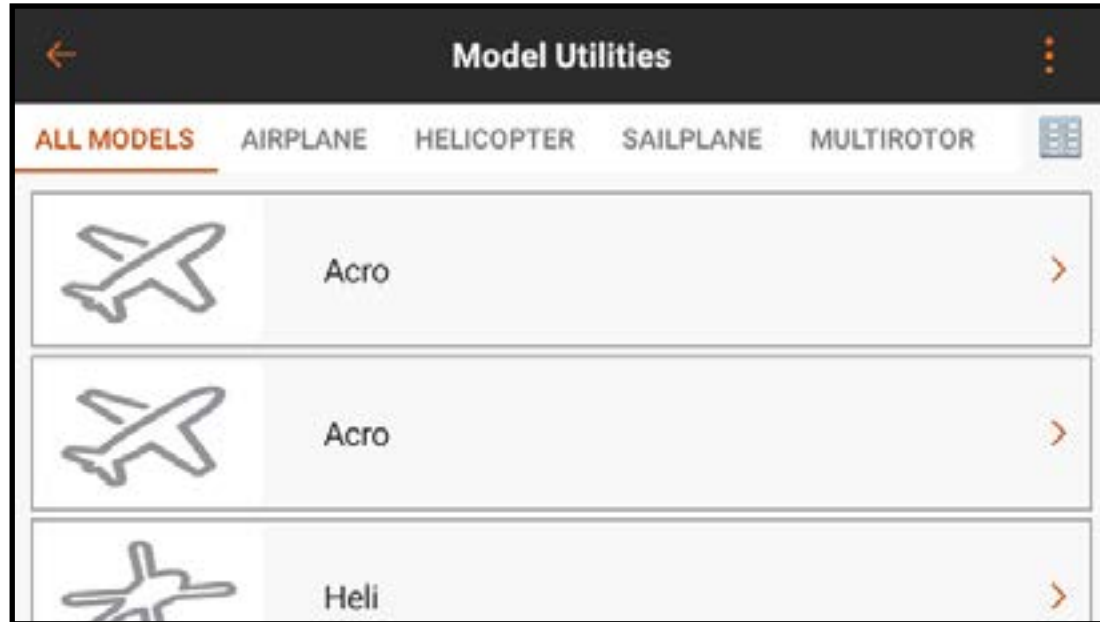 Model Utilities
ALL MODELS AIRPLANE HELICOPTER SAILPLANE MULTIROTOR
Acro
Acro
Heli